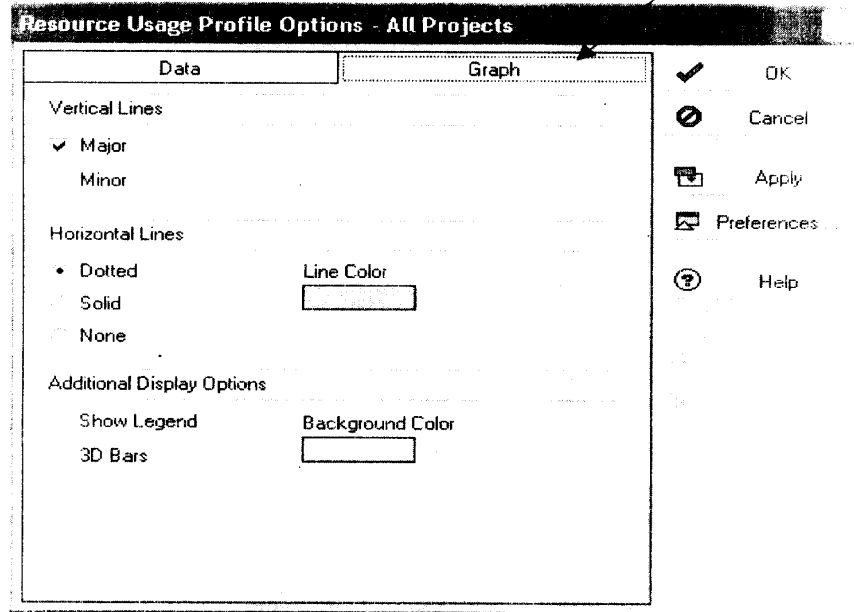 Resource Usage Profile Options - All Projects
Data
Graph
Vertical Lines
Major
Minor
Horizontal Lines
Dotted
Line Color
Solid
None
Additional Display Options
Show Legend
Background Color
3D Bars
OK
Cancel
Apply
Preferences...
Help